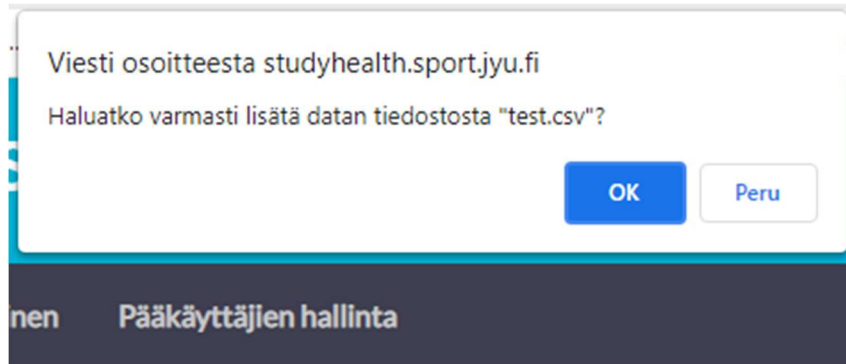 Viesti osoitteesta studyhealth.sport.jyu.fi
Haluatko varmasti lisätä datan tiedostosta "test.csv"?
OK Peru
Pääkäyttäjien hallinta